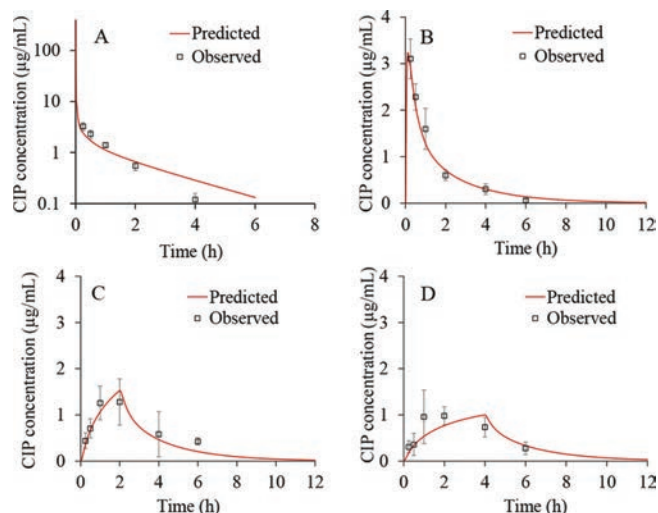 A
Predicted
Observed
CIP concentration (µg/mL)
100
10
1
0.1
0 2 4 6 8
Time (h)
B
Predicted
Observed
CIP concentration (µg/mL)
4
3
2
1
0
0 2 4 6 8 10 12
Time (h)
C
Predicted
Observed
CIP concentration (µg/mL)
4
3
2
1
0
0 2 4 6 8 10 12
Time (h)
D
Predicted
Observed
CIP concentration (µg/mL)
4
3
2
1
0
0 2 4 6 8 10 12
Time (h)